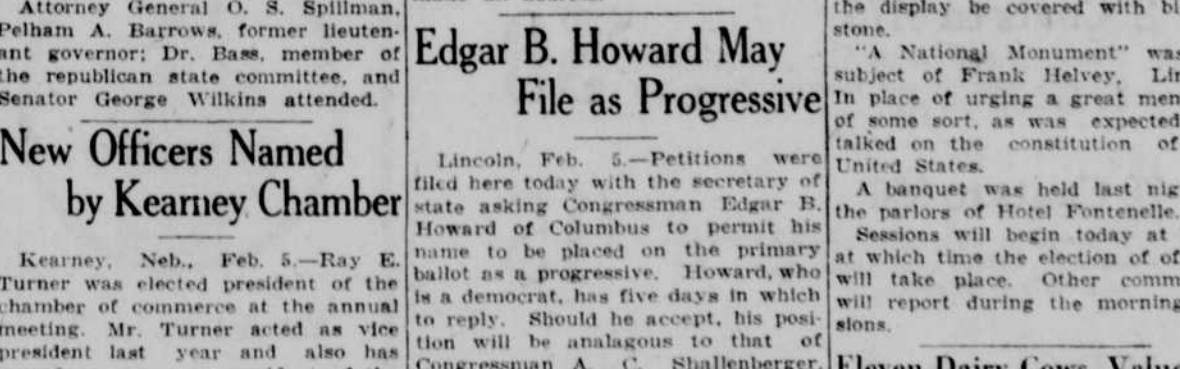 Attorney General O. S. Spillman,
Pelham A. Barrows, former lieuten-
ant governor; Dr. Bass, member of
the republican state committee, and
Senator George Wilkins attended.
New Officers Named
by Kearney Chamber
Kearney, Neb., Feb. 5.—Ray E.
Turner was elected president of the
chamber of commerce at the annual
meeting. Mr. Turner acted as vice
president last year and also has
Edgar B. Howard May
File as Progressive
Lincoln, Feb. 5.—Petitions were
filed here today with the secretary of
state asking Congressman Edgar B.
Howard of Columbus to permit his
name to be placed on the primary
ballot as a progressive. Howard, who
is a democrat, has five days in which
to reply. Should he accept, his posi-
tion will be analagous to that of
Congressman A. C. Shallenberger,
the display be covered with
stone.
"A National Monument" was
subject of Frank Helvey,
In place of urging a great
of some sort, as was expected
talked on the constitution of
United States.
A banquet was held last
the parlors of Hotel Fontenelle.
Sessions will begin today at
at which time the election of
will take place. Other
will report during the morning
sions.
Eleven Dairy Cows,